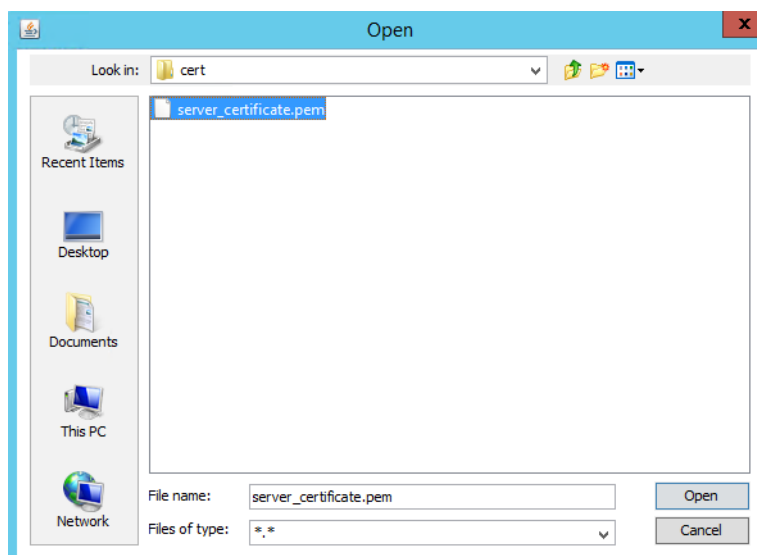 Open
x
Look in:
cert
server_certificate.pem
Recent Items
Desktop
Documents
This PC
Network
File name:
server_certificate.pem
Open
Files of type:
*.*
Cancel